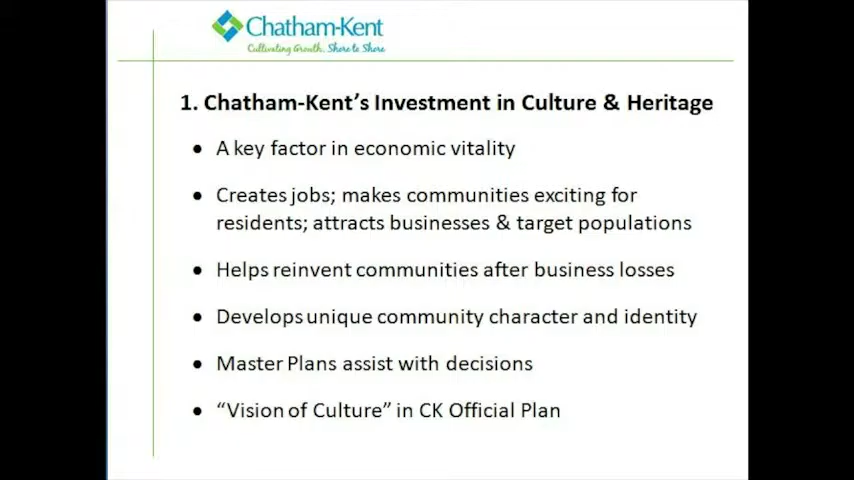 Chatham-Kent
Cultivating Growth, Shore to Shore
1. Chatham-Kent’s Investment in Culture & Heritage
• A key factor in economic vitality
• Creates jobs; makes communities exciting for
residents; attracts businesses & target populations
• Helps reinvent communities after business losses
• Develops unique community character and identity
• Master Plans assist with decisions
• “Vision of Culture” in CK Official Plan